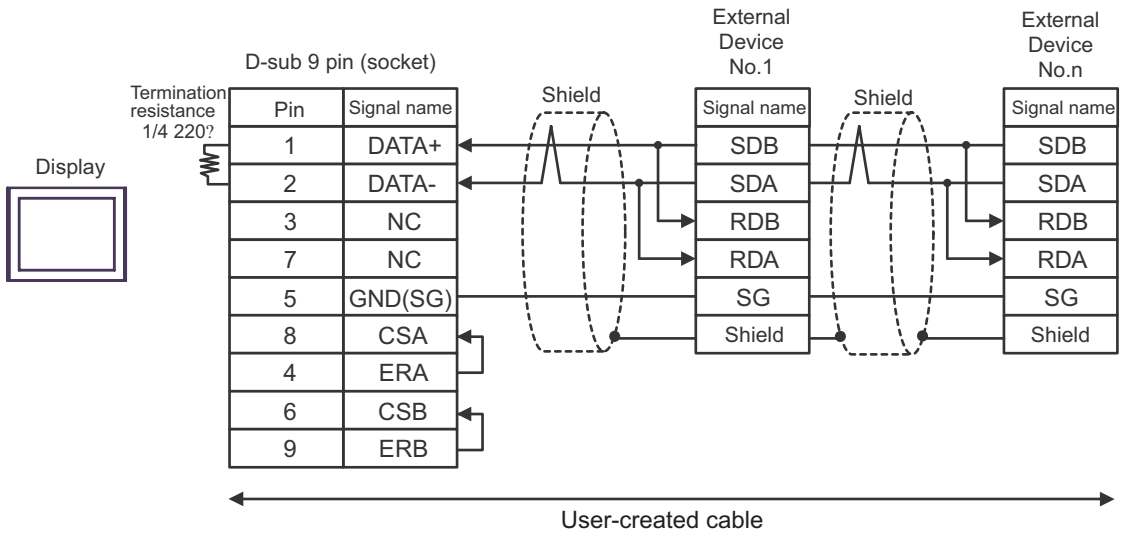 External
Device
No.1
External
Device
No.n
D-sub 9 pin (socket)
Termination
resistance
1/4 220?
Display
Shield
Shield
Pin Signal name
1 DATA+
2 DATA-
3 NC
7 NC
5 GND(SG)
8 CSA
4 ERA
6 CSB
9 ERB
Signal name
SDB
SDA
RDB
RDA
SG
Shield
Signal name
SDB
SDA
RDB
RDA
SG
Shield
User-created cable